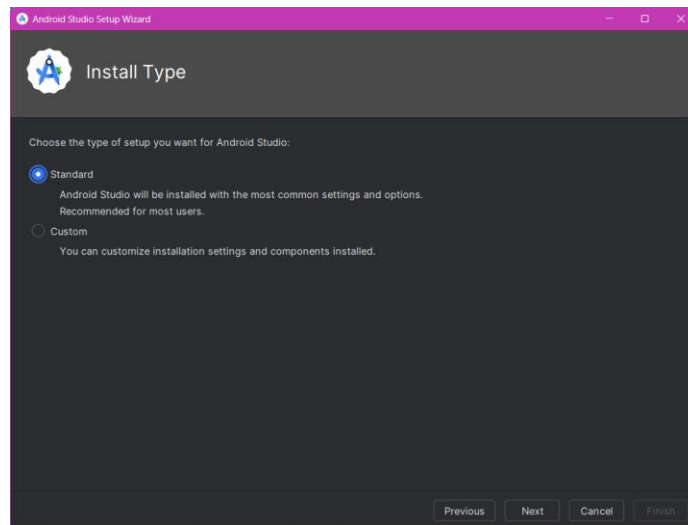 Android Studio Setup Wizard
Install Type
Choose the type of setup you want for Android Studio:
Standard
Android Studio will be installed with the most common settings and options.
Recommended for most users.
Custom
You can customize installation settings and components installed.
Previous Next Cancel Finish